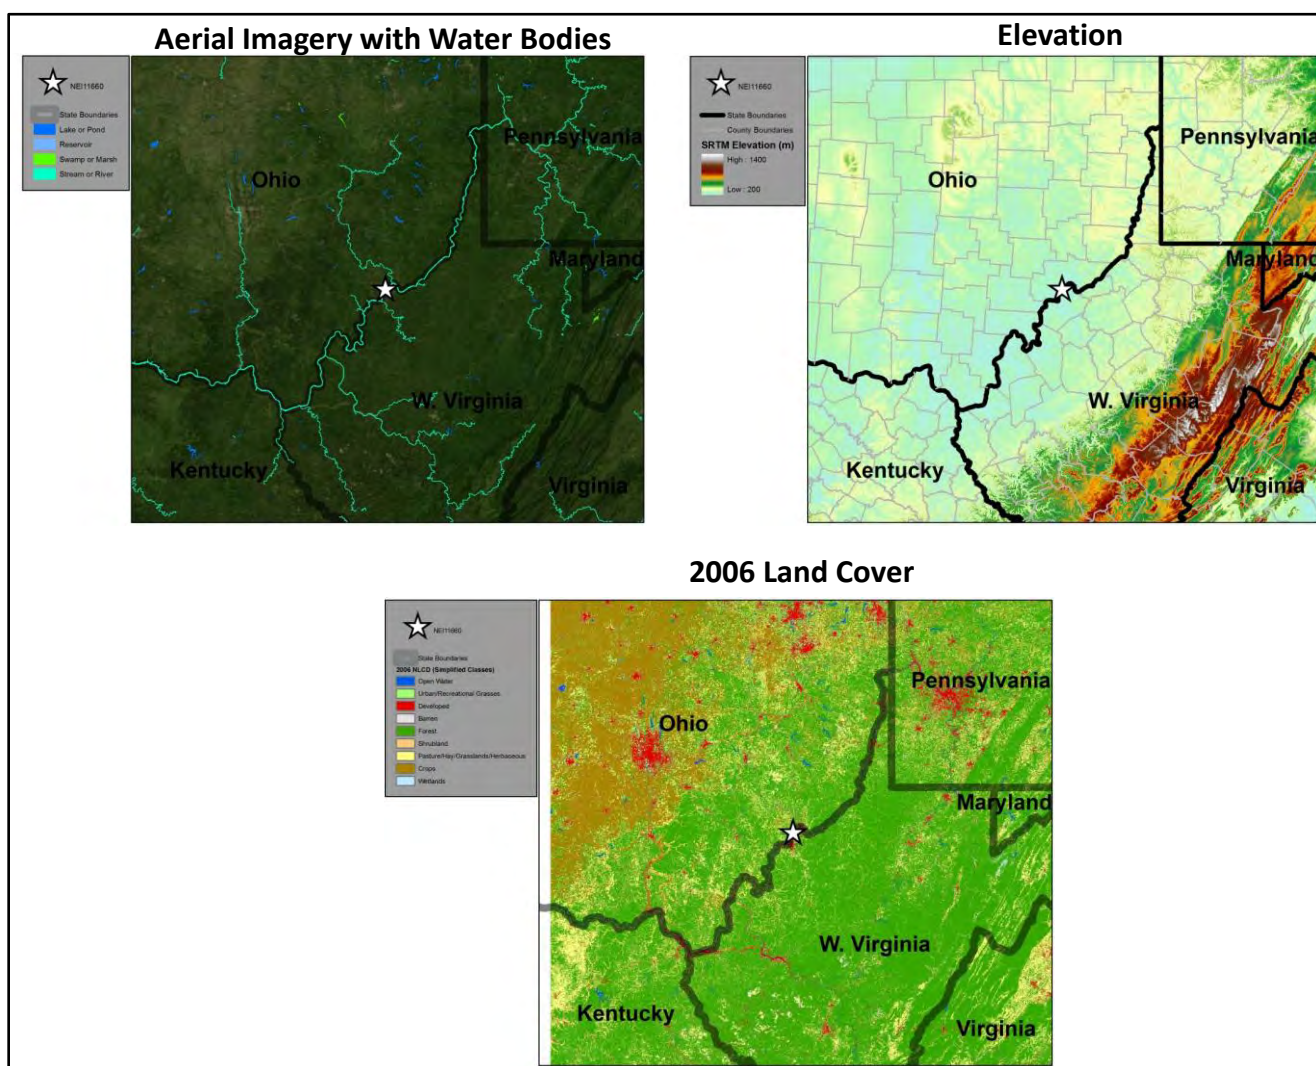 Aerial Imagery with Water Bodies
NEI11660
State Boundaries
Lake or Pond
Reservoir
Swamp or Marsh
Stream or River
Ohio
Pennsylvania
Maryland
W. Virginia
Kentucky
Virginia
Elevation
NEI11660
State Boundaries
County Boundaries
SRTM Elevation (m)
High : 1400
Low : 200
Ohio
Pennsylvania
Maryland
W. Virginia
Kentucky
Virginia
2006 Land Cover
NEI11660
State Boundaries
2006 NLCD (Simplified Classes)
Open Water
Urban/Recreational Grasses
Developed
Barren
Forest
Shrubland
Pasture/Hay/Grasslands/Herbaceous
Crops
Wetlands
Ohio
Pennsylvania
Maryland
W. Virginia
Kentucky
Virginia